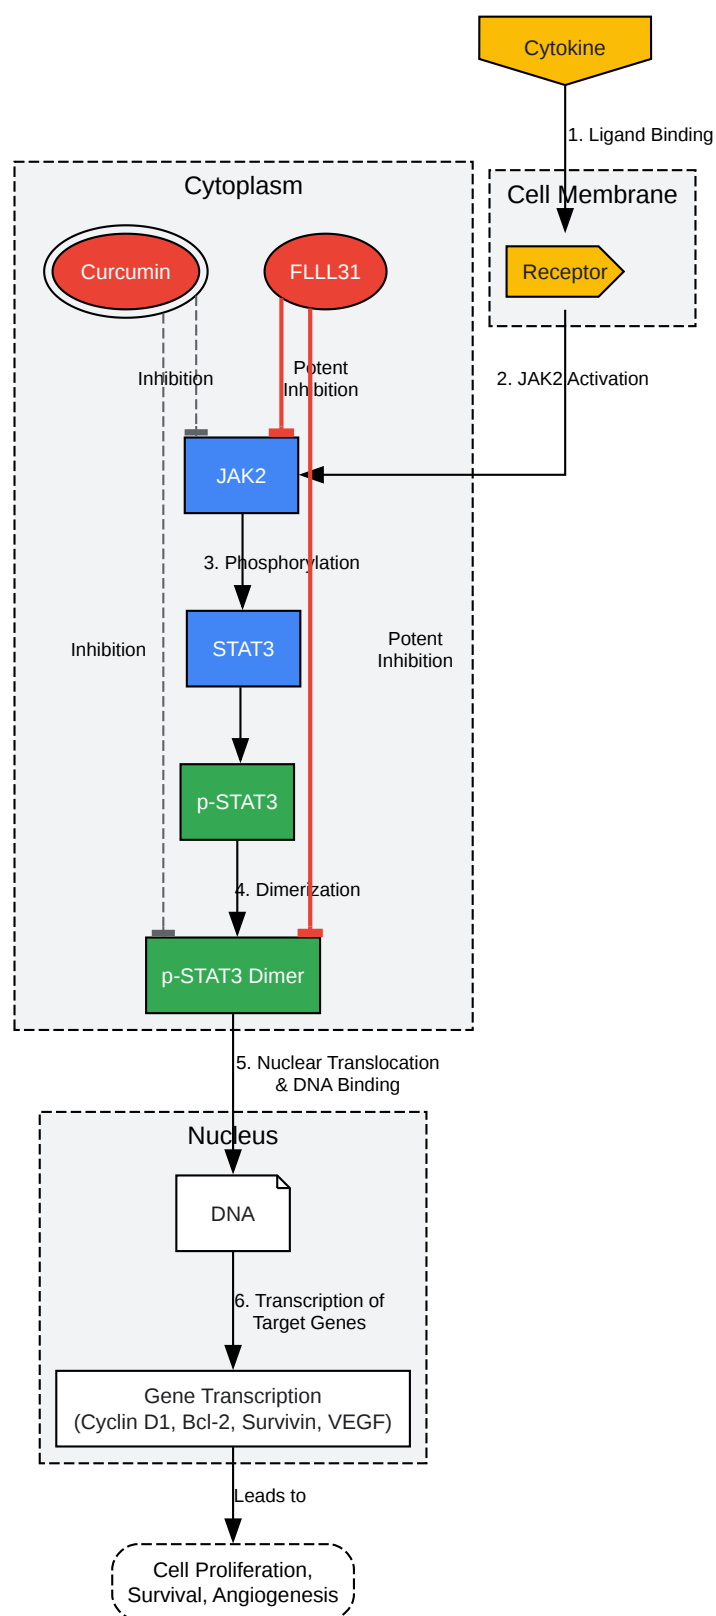 Cytokine
1. Ligand Binding
Cytoplasm
Cell Membrane
Curcumin
FLLL31
Receptor
Inhibition
Potent
Inhibition
2. JAK2 Activation
JAK2
3. Phosphorylation
STAT3
Inhibition
Potent
Inhibition
p-STAT3
4. Dimerization
p-STAT3 Dimer
5. Nuclear Translocation
& DNA Binding
Nucleus
DNA
6. Transcription of
Target Genes
Gene Transcription
(Cyclin D1, Bcl-2, Survivin, VEGF)
Leads to
Cell Proliferation,
Survival, Angiogenesis